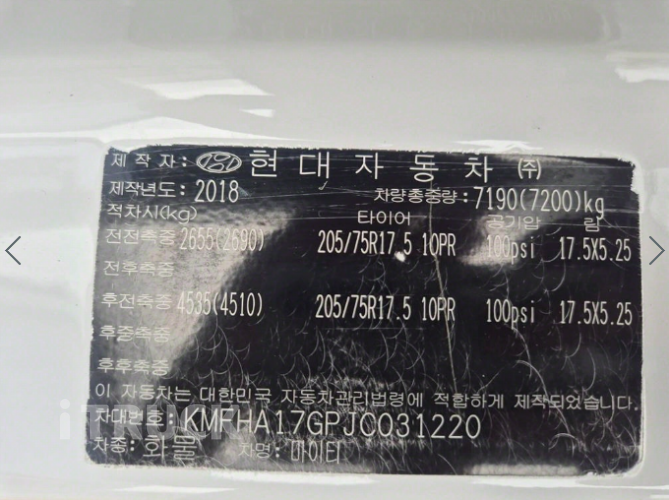 제작자: 현대자동차(주)
제작년도: 2018 차량총중량: 7190(7200)kg
적차시(kg) 타이어 공기압 림
전전축중 2655(2690) 205/75R17.5 10PR 100psi 17.5X5.25
전후축중
후전축중 4535(4510) 205/75R17.5 10PR 100psi 17.5X5.25
후중축중
후후축중
이 자동차는 대한민국 자동차관리법령에 적합하게 제작되었습니다.
차대번호: KMFHA17GPJC031220
차종: 화물 차명: 마이티